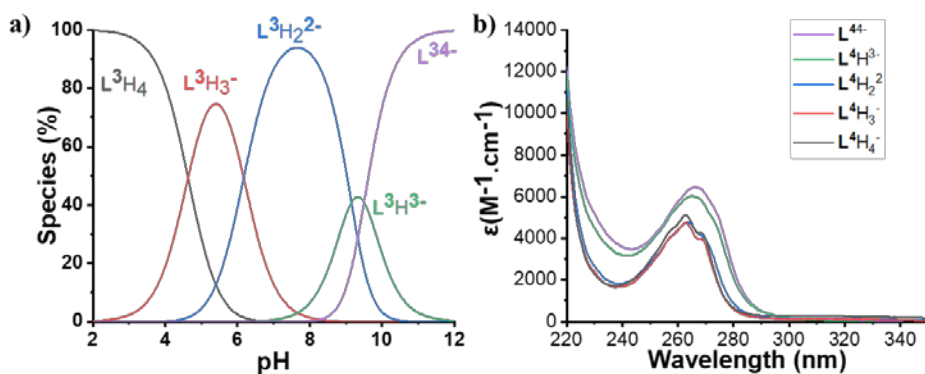 a)
Species (%)
100
80
60
40
20
0
L³H₄
L³H₃⁻
L³H₂²⁻
L³⁴⁻
L³H³⁻
2 4 6 8 10 12
pH
b)
ε(M⁻¹.cm⁻¹)
14000
12000
10000
8000
6000
4000
2000
0
L⁴⁴⁻
L⁴H³⁻
L⁴H₂²
L⁴H₃⁻
L⁴H₄⁻
220 240 260 280 300 320 340
Wavelength (nm)